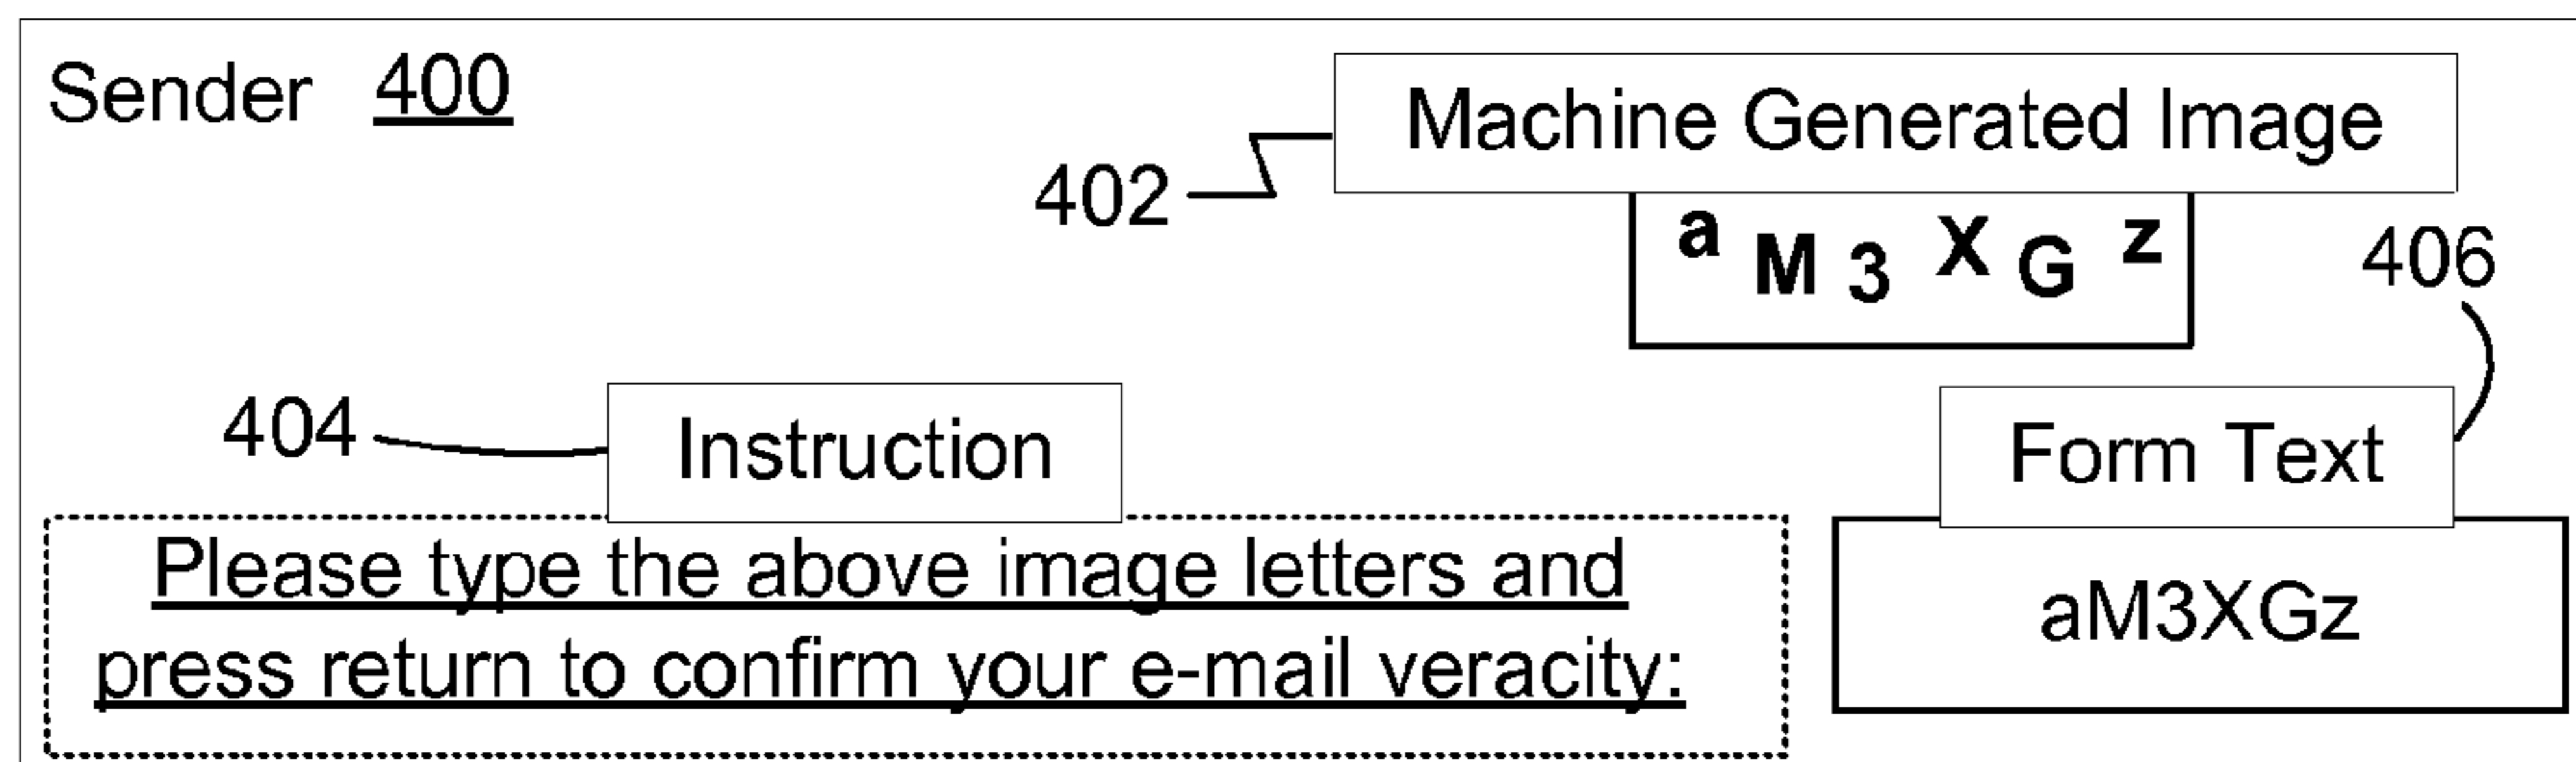 Sender 400
Machine Generated Image
402
a M 3 X G z
406
404
Instruction
Form Text
Please type the above image letters and
press return to confirm your e-mail veracity:
aM3XGz